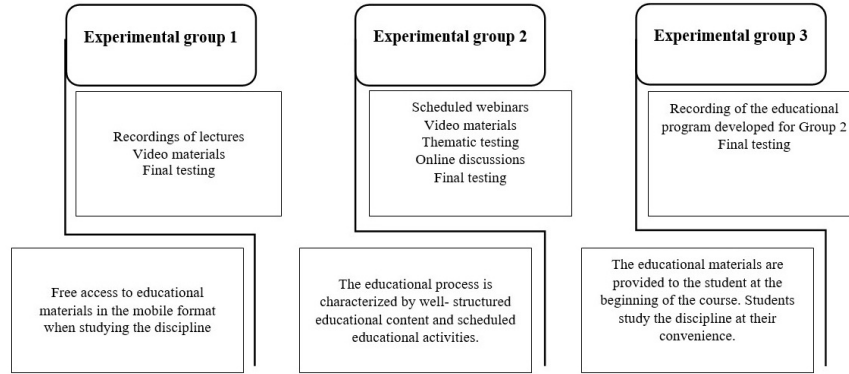 Experimental group 1
Recordings of lectures
Video materials
Final testing
Free access to educational
materials in the mobile format
when studying the discipline
Experimental group 2
Scheduled webinars
Video materials
Thematic testing
Online discussions
Final testing
The educational process is
characterized by well- structured
educational content and scheduled
educational activities.
Experimental group 3
Recording of the educational
program developed for Group 2
Final testing
The educational materials are
provided to the student at the
beginning of the course. Students
study the discipline at their
convenience.